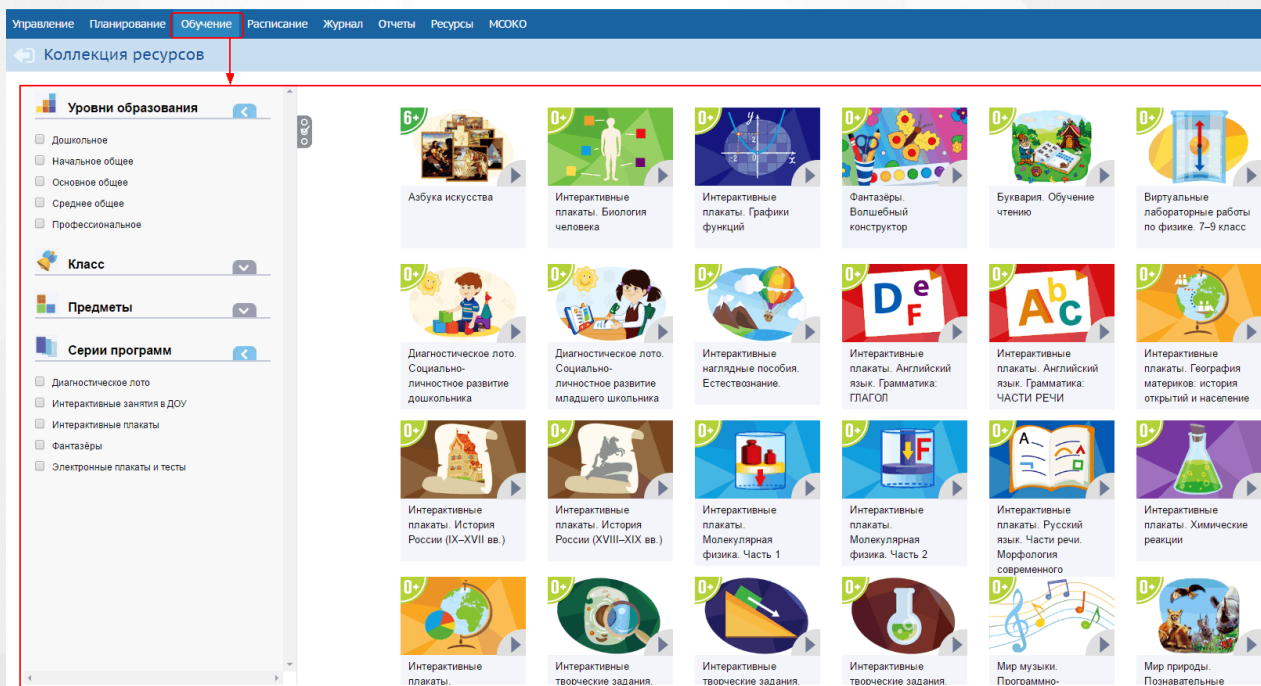 Управление Планирование Обучение Расписание Журнал Отчеты Ресурсы МСОКО
Коллекция ресурсов
Уровни образования
Дошкольное
Начальное общее
Основное общее
Среднее общее
Профессиональное
Класс
Предметы
Серии программ
Диагностическое лото
Интерактивные занятия в ДОУ
Интерактивные плакаты
Фантазёры
Электронные плакаты и тесты
6+
Азбука искусства
0+
Интерактивные
плакаты. Биология
человека
0+
y
2
-2 0 x
Интерактивные
плакаты. Графики
функций
0+
Фантазёры.
Волшебный
конструктор
0+
Буквария. Обучение
чтению
0+
Виртуальные
лабораторные работы
по физике. 7–9 класс
0+
Диагностическое лото.
Социально-
личностное развитие
дошкольника
0+
Диагностическое лото.
Социально-
личностное развитие
младшего школьника
0+
Интерактивные
наглядные пособия.
Естествознание.
0+
D e
F
Интерактивные
плакаты. Английский
язык. Грамматика:
ГЛАГОЛ
0+
A b
c
Интерактивные
плакаты. Английский
язык. Грамматика:
ЧАСТИ РЕЧИ
0+
Интерактивные
плакаты. География
материков: история
открытий и население
0+
Интерактивные
плакаты. История
России (IX–XVII вв.)
0+
Интерактивные
плакаты. История
России (XVIII–XIX вв.)
0+
Интерактивные
плакаты.
Молекулярная
физика. Часть 1
0+
F
Интерактивные
плакаты.
Молекулярная
физика. Часть 2
0+
А
Интерактивные
плакаты. Русский
язык. Части речи.
Морфология
современного
0+
Интерактивные
плакаты. Химические
реакции
0+
Интерактивные
плакаты.
0+
Интерактивные
творческие задания.
0+
Интерактивные
творческие задания.
0+
Интерактивные
творческие задания.
0+
Мир музыки.
Программно-
0+
Мир природы.
Познавательные